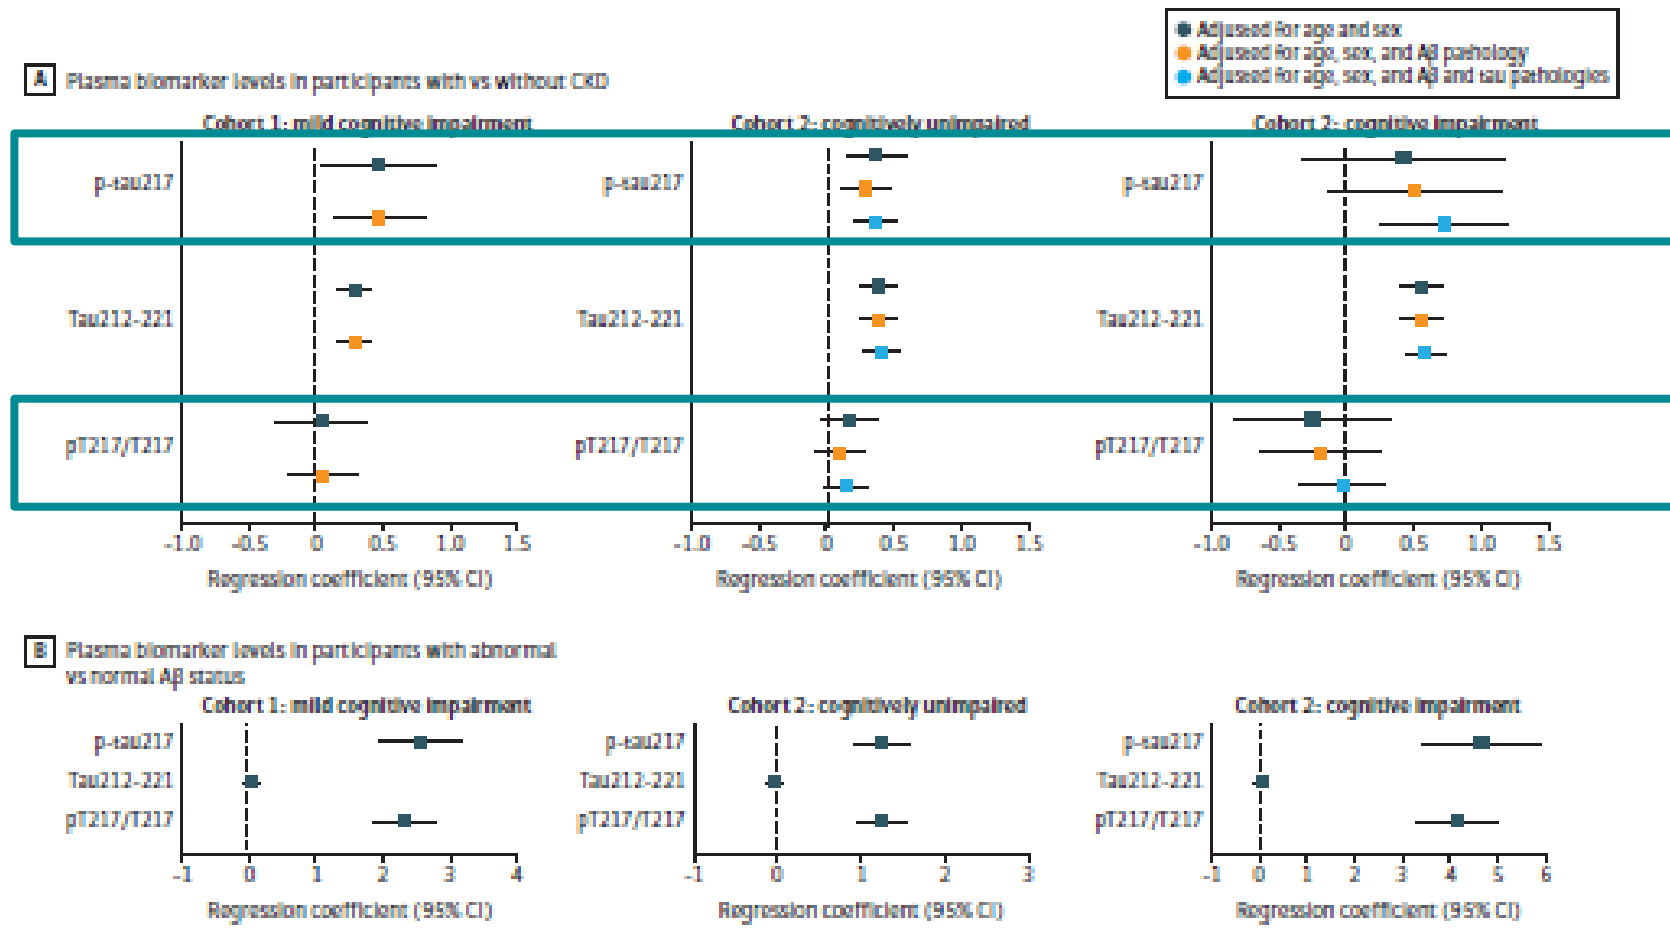 Adjusted for age and sex
Adjusted for age, sex, and Aβ pathology
Adjusted for age, sex, and Aβ and tau pathologies
A Plasma biomarker levels in participants with vs without CKD
Cohort 1: mild cognitive impairment
Cohort 2: cognitively unimpaired
Cohort 2: cognitive impairment
p-tau217
p-tau217
p-tau217
Tau212-221
Tau212-221
Tau212-221
pT217/T217
pT217/T217
pT217/T217
-1.0 -0.5 0 0.5 1.0 1.5
-1.0 -0.5 0 0.5 1.0 1.5
-1.0 -0.5 0 0.5 1.0 1.5
Regression coefficient (95% CI)
Regression coefficient (95% CI)
Regression coefficient (95% CI)
B Plasma biomarker levels in participants with abnormal
vs normal Aβ status
Cohort 1: mild cognitive impairment
Cohort 2: cognitively unimpaired
Cohort 2: cognitive impairment
p-tau217
p-tau217
p-tau217
Tau212-221
Tau212-221
Tau212-221
pT217/T217
pT217/T217
pT217/T217
-1 0 1 2 3 4
-1 0 1 2 3
-1 0 1 2 3 4 5 6
Regression coefficient (95% CI)
Regression coefficient (95% CI)
Regression coefficient (95% CI)